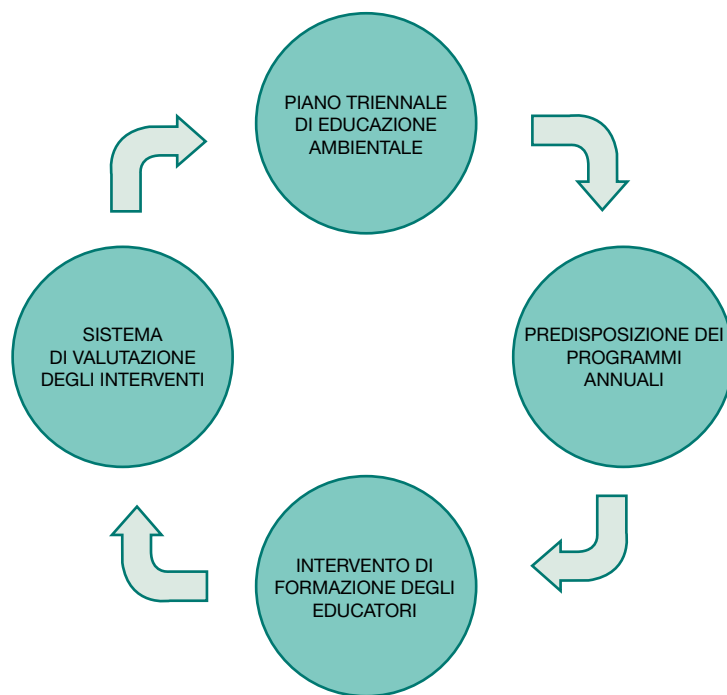 PIANO TRIENNALE
DI EDUCAZIONE
AMBIENTALE
PREDISPOSIZIONE DEI
PROGRAMMI
ANNUALI
INTERVENTO DI
FORMAZIONE DEGLI
EDUCATORI
SISTEMA
DI VALUTAZIONE
DEGLI INTERVENTI